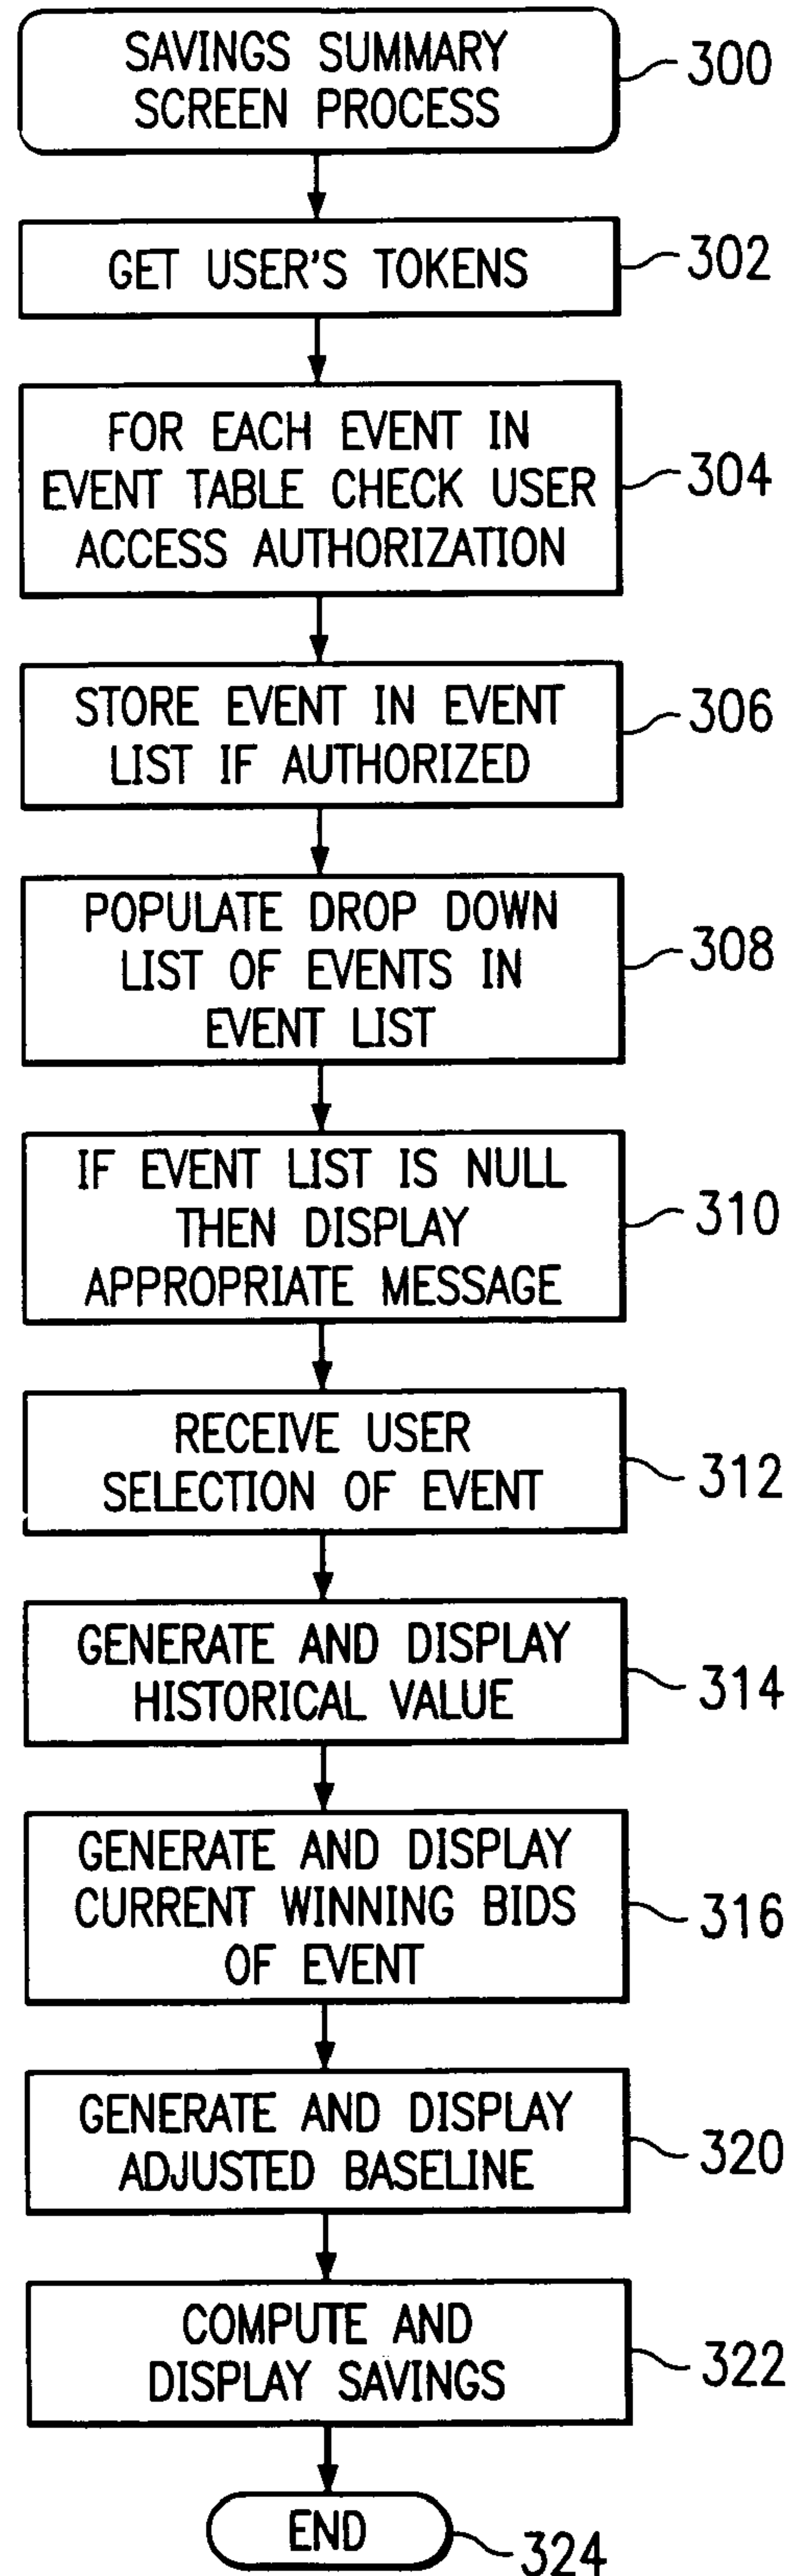 SAVINGS SUMMARY
SCREEN PROCESS
300
GET USER'S TOKENS
302
FOR EACH EVENT IN
EVENT TABLE CHECK USER
ACCESS AUTHORIZATION
304
STORE EVENT IN EVENT
LIST IF AUTHORIZED
306
POPULATE DROP DOWN
LIST OF EVENTS IN
EVENT LIST
308
IF EVENT LIST IS NULL
THEN DISPLAY
APPROPRIATE MESSAGE
310
RECEIVE USER
SELECTION OF EVENT
312
GENERATE AND DISPLAY
HISTORICAL VALUE
314
GENERATE AND DISPLAY
CURRENT WINNING BIDS
OF EVENT
316
GENERATE AND DISPLAY
ADJUSTED BASELINE
320
COMPUTE AND
DISPLAY SAVINGS
322
END
324